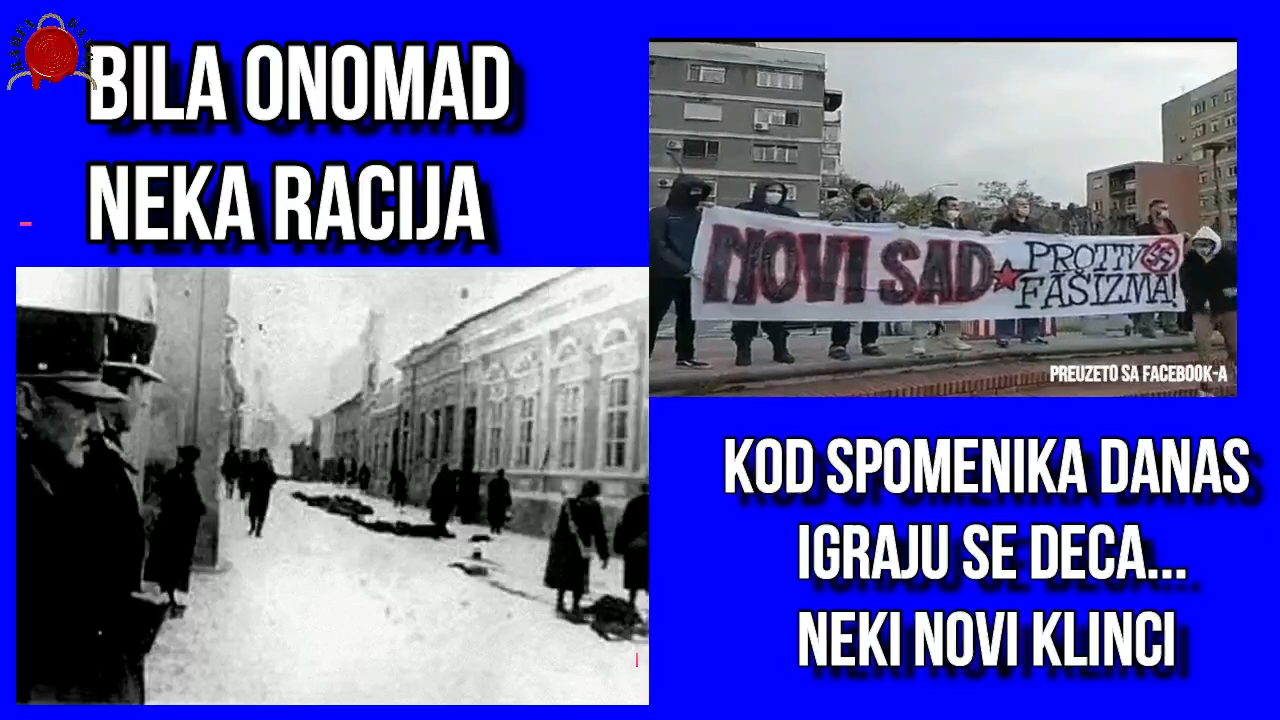 BILA ONOMAD
NEKA RACIJA
NOVI SAD PROTIV
FAŠIZMA!
PREUZETO SA FACEBOOK-A
KOD SPOMENIKA DANAS
IGRAJU SE DECA...
NEKI NOVI KLINCI